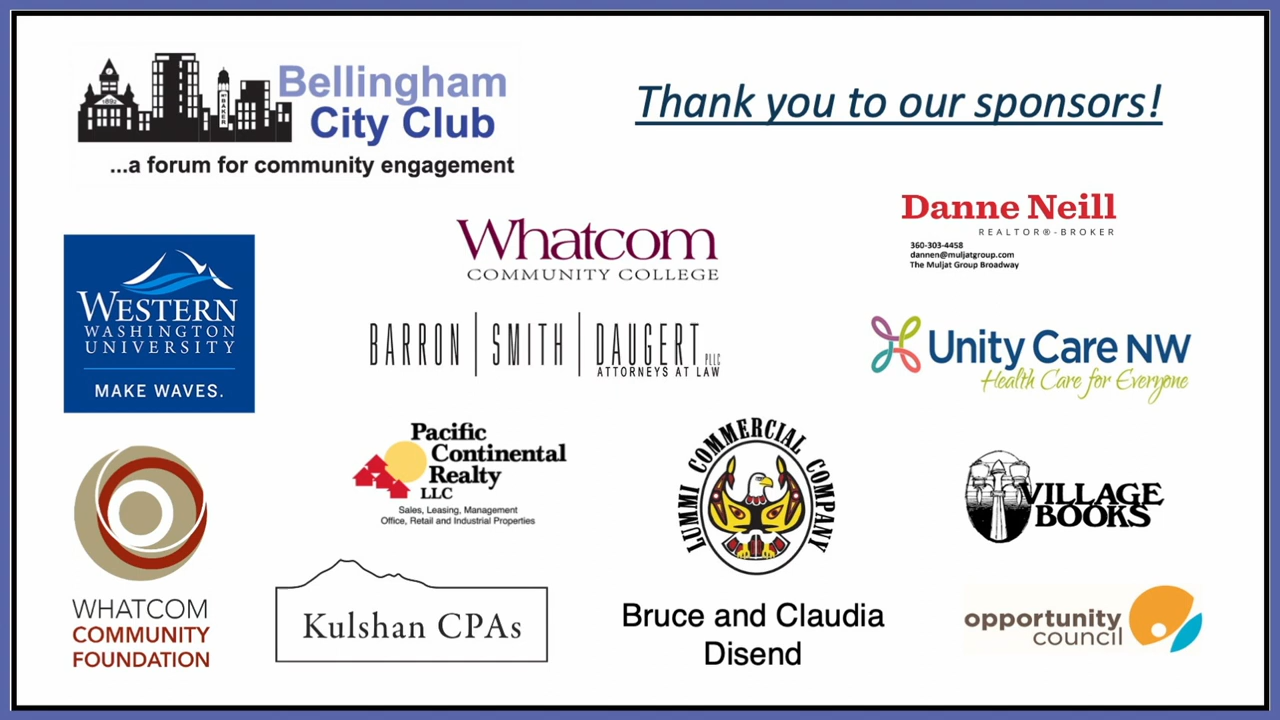 Bellingham
City Club
...a forum for community engagement
Thank you to our sponsors!
Danne Neill
REALTOR®-BROKER
360-303-4458
dannen@muljatgroup.com
The Muljat Group Broadway
Whatcom
COMMUNITY COLLEGE
WESTERN
WASHINGTON
UNIVERSITY
MAKE WAVES.
BARRON | SMITH | DAUGERT PLLC
ATTORNEYS AT LAW
Unity Care NW
Health Care for Everyone
Pacific
Continental
Realty
LLC
Sales, Leasing, Management
Office, Retail and Industrial Properties
LUMMI COMMERCIAL COMPANY
VILLAGE
BOOKS
WHATCOM
COMMUNITY
FOUNDATION
Kulshan CPAs
Bruce and Claudia
Disend
opportunity
council